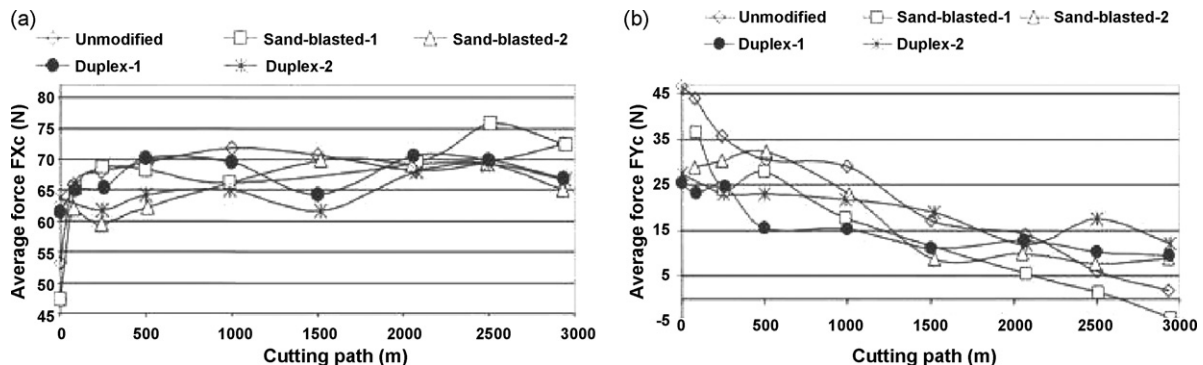 (a)
Unmodified Sand-blasted-1 Sand-blasted-2
Duplex-1 Duplex-2
Average force FXc (N)
80
75
70
65
60
55
50
45
0 500 1000 1500 2000 2500 3000
Cutting path (m)
(b)
Unmodified Sand-blasted-1 Sand-blasted-2
Duplex-1 Duplex-2
Average force FYc (N)
45
35
25
15
5
-5
0 500 1000 1500 2000 2500 3000
Cutting path (m)